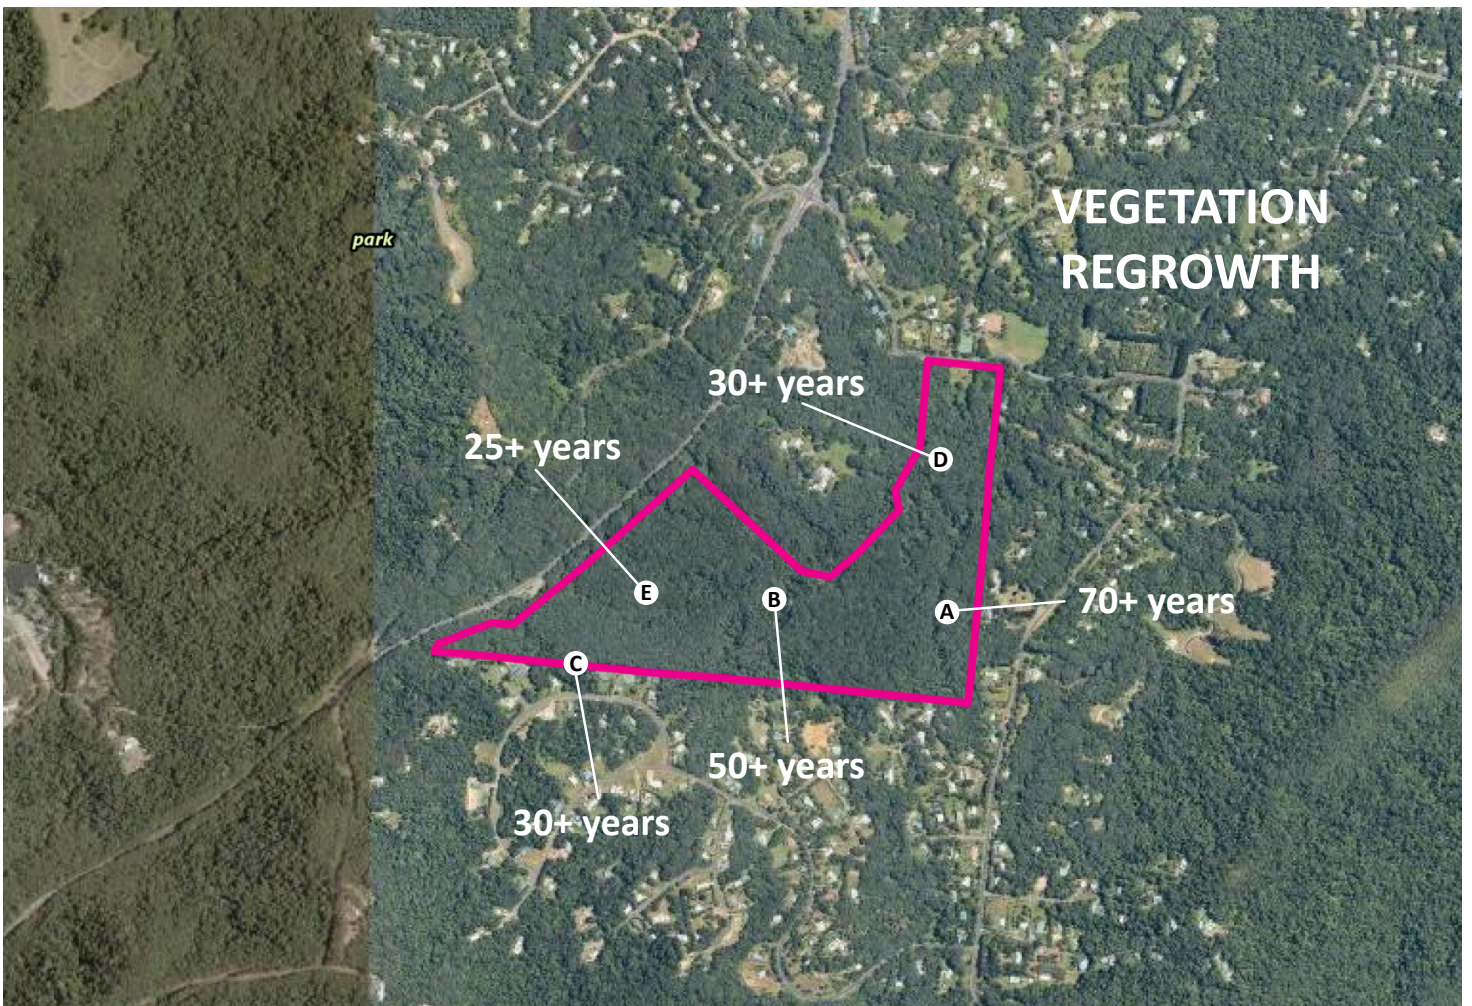 VEGETATION
REGROWTH
park
30+ years
25+ years
D
E
B
A
70+ years
C
50+ years
30+ years